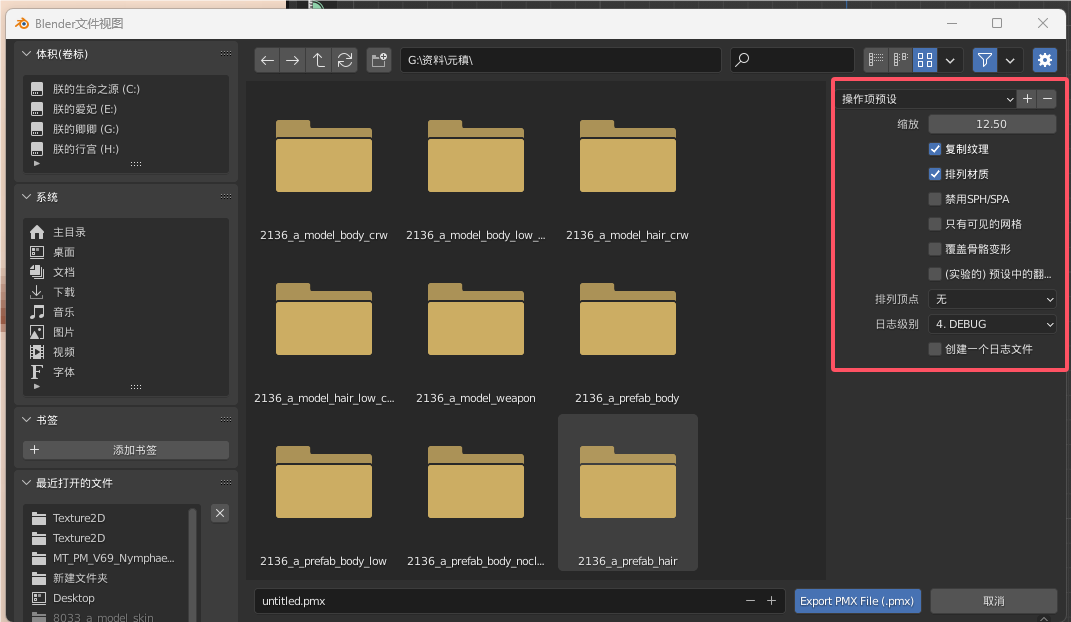 Blender文件视图
体积(卷标)
朕的生命之源 (C:)
朕的爱妃 (E:)
朕的卿卿 (G:)
朕的行宫 (H:)
系统
主目录
桌面
文档
下载
音乐
图片
视频
字体
书签
添加书签
最近打开的文件
Texture2D
Texture2D
MT_PM_V69_Nymphae...
新建文件夹
Desktop
8033_a_model_skin
G:\资料\元稹\
2136_a_model_body_crw
2136_a_model_body_low_...
2136_a_model_hair_crw
2136_a_model_hair_low_c...
2136_a_model_weapon
2136_a_prefab_body
2136_a_prefab_body_low
2136_a_prefab_body_nocl...
2136_a_prefab_hair
操作项预设
缩放 12.50
复制纹理
排列材质
禁用SPH/SPA
只有可见的网格
覆盖骨骼变形
(实验的) 预设中的翻...
排列顶点 无
日志级别 4. DEBUG
创建一个日志文件
untitled.pmx
Export PMX File (.pmx)
取消